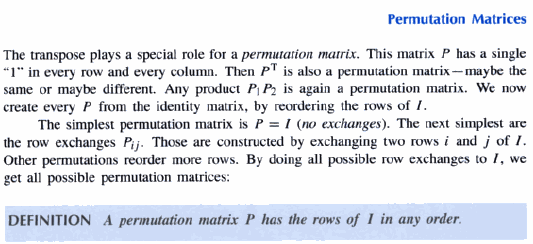 Permutation Matrices
The transpose plays a special role for a permutation matrix. This matrix P has a single
"1" in every row and every column. Then Pᵀ is also a permutation matrix—maybe the
same or maybe different. Any product P₁P₂ is again a permutation matrix. We now
create every P from the identity matrix, by reordering the rows of I.
The simplest permutation matrix is P = I (no exchanges). The next simplest are
the row exchanges Pᵢⱼ. Those are constructed by exchanging two rows i and j of I.
Other permutations reorder more rows. By doing all possible row exchanges to I, we
get all possible permutation matrices:
DEFINITION A permutation matrix P has the rows of I in any order.